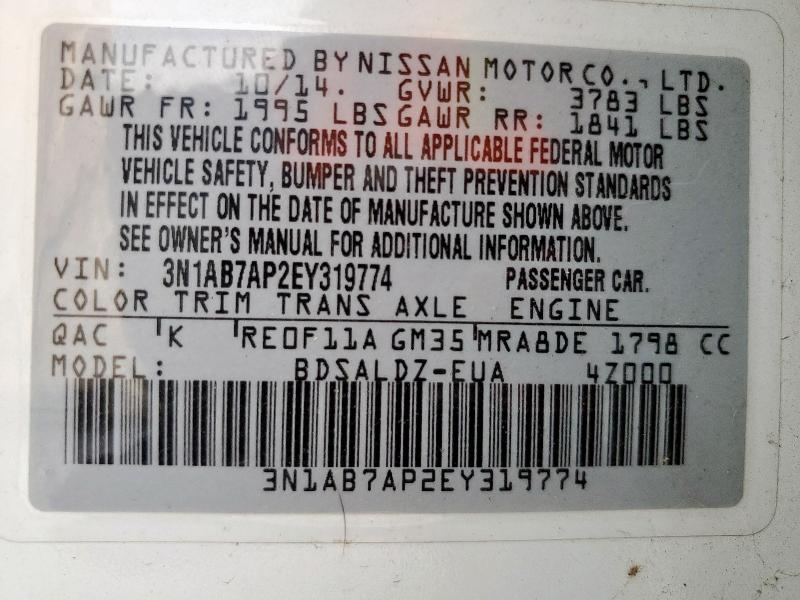 MANUFACTURED BY NISSAN MOTOR CO., LTD.
DATE: 10/14. GVWR: 3783 LBS
GAWR FR: 1995 LBS GAWR RR: 1841 LBS
THIS VEHICLE CONFORMS TO ALL APPLICABLE FEDERAL MOTOR
VEHICLE SAFETY, BUMPER AND THEFT PREVENTION STANDARDS
IN EFFECT ON THE DATE OF MANUFACTURE SHOWN ABOVE.
SEE OWNER'S MANUAL FOR ADDITIONAL INFORMATION.
VIN: 3N1AB7AP2EY319774 PASSENGER CAR.
COLOR TRIM TRANS AXLE ENGINE
QAC K RE0F11A GM35 MRA8DE 1798 CC
MODEL: BDSALDZ-EUA 4Z000
3N1AB7AP2EY319774